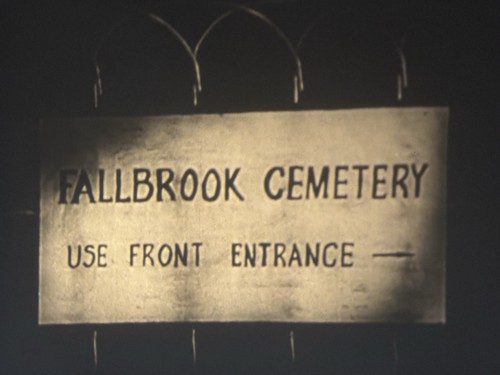 FALLBROOK CEMETERY
USE FRONT ENTRANCE →